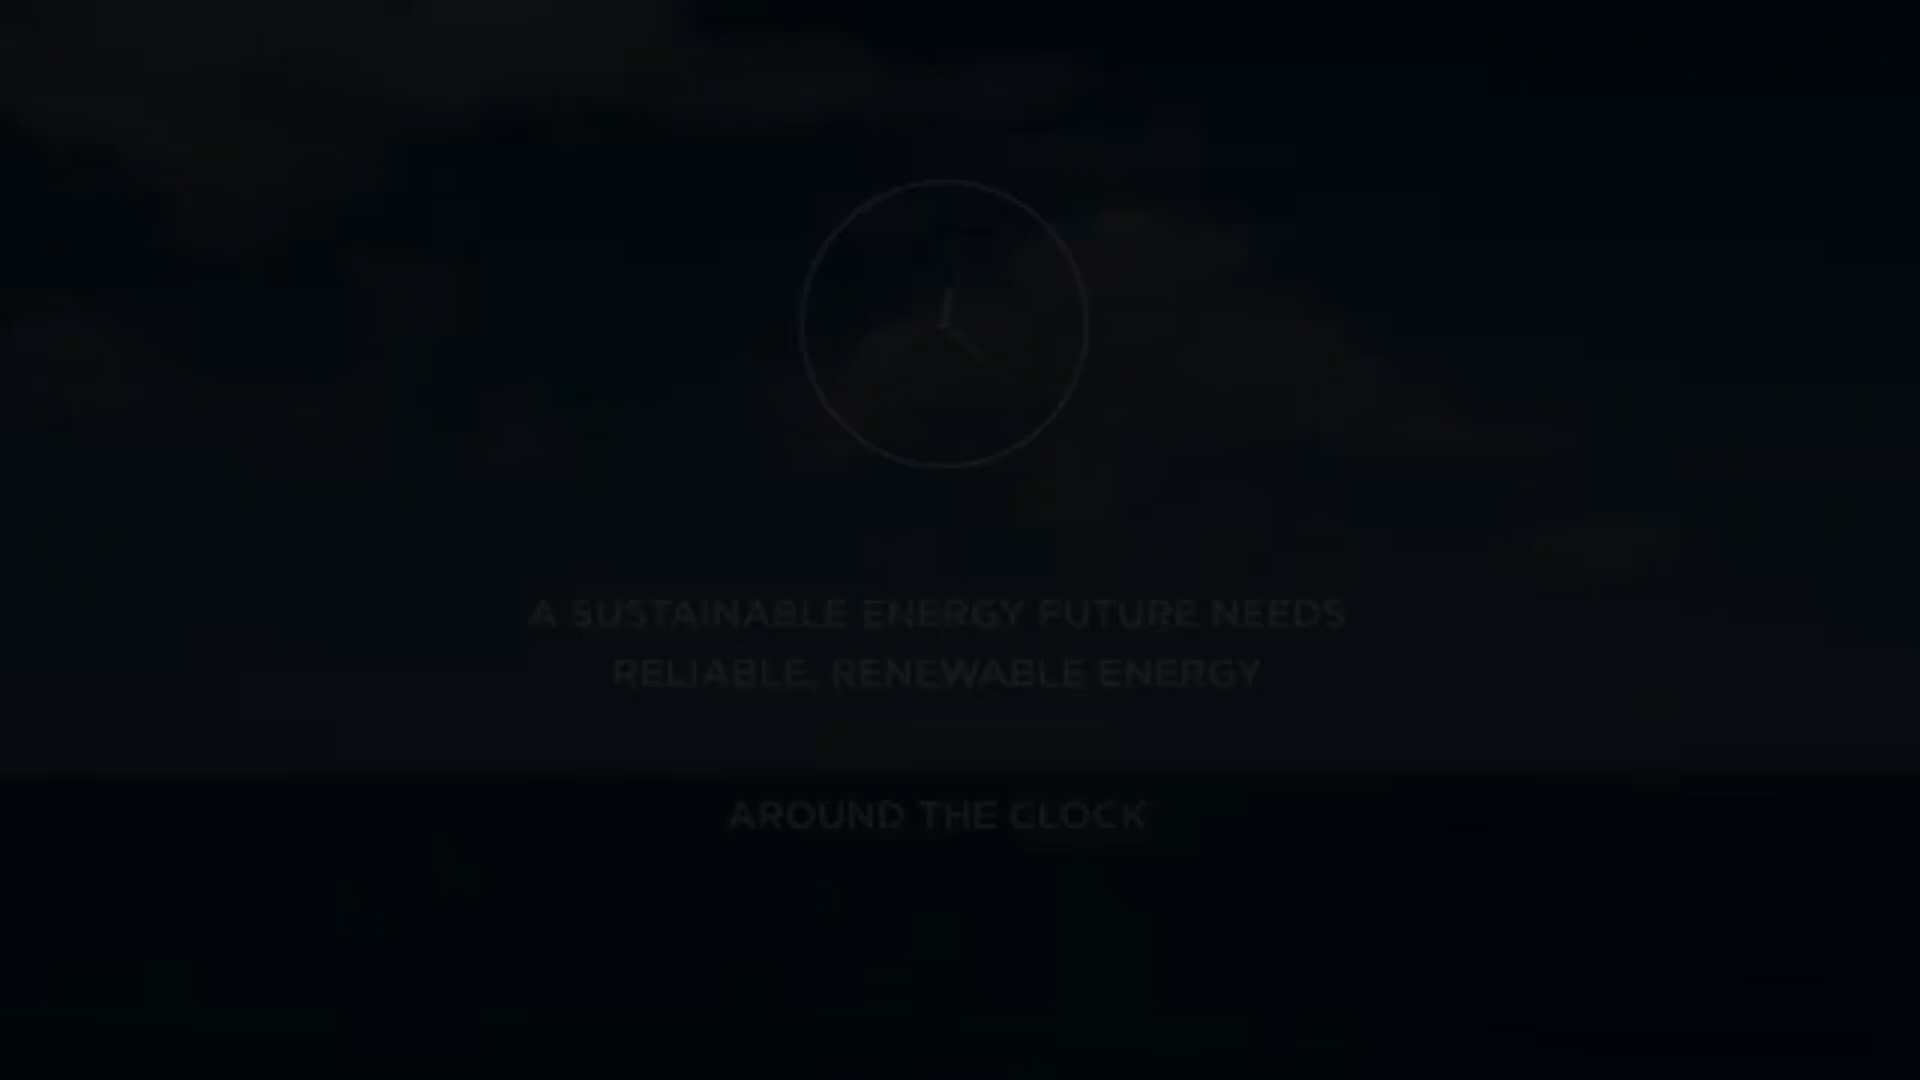 A SUSTAINABLE ENERGY FUTURE NEEDS
RELIABLE, RENEWABLE ENERGY
AROUND THE CLOCK